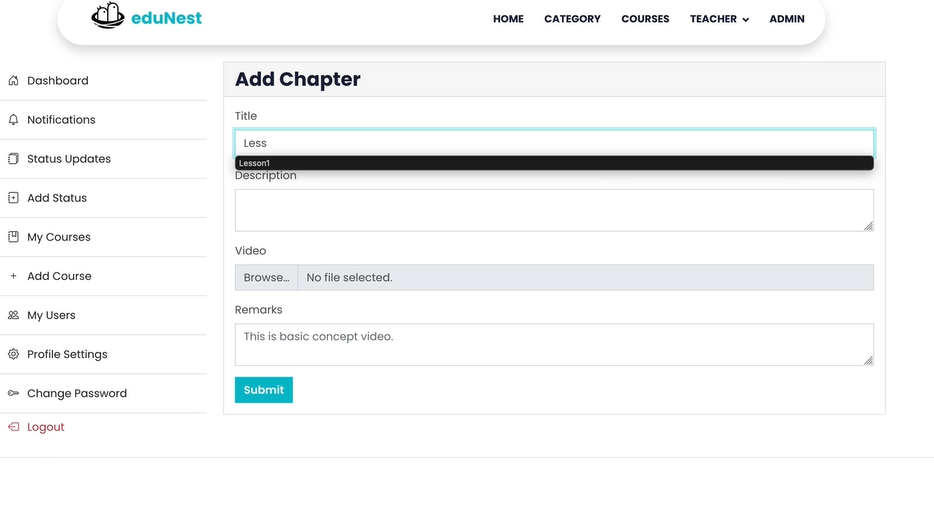 eduNest
HOME CATEGORY COURSES TEACHER ADMIN
Dashboard
Notifications
Status Updates
Add Status
My Courses
Add Course
My Users
Profile Settings
Change Password
Logout
Add Chapter
Title
Less
Lesson1
Description
Video
Browse... No file selected.
Remarks
This is basic concept video.
Submit